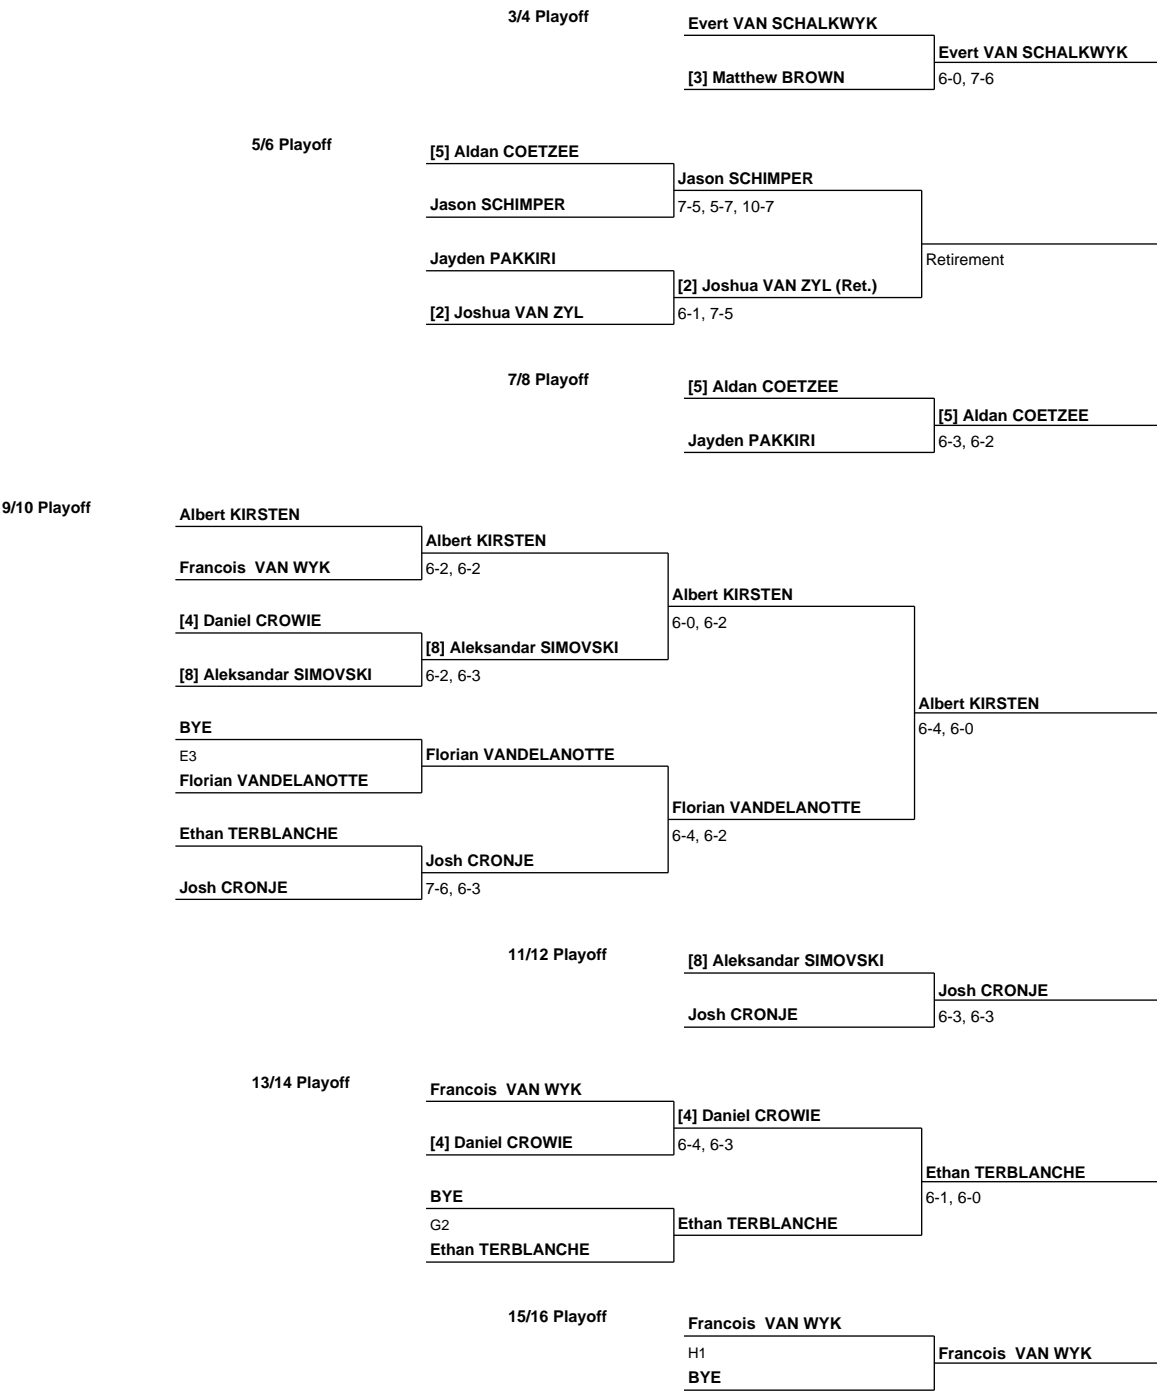 3/4 Playoff
Evert VAN SCHALKWYK
Evert VAN SCHALKWYK
[3] Matthew BROWN
6-0, 7-6
5/6 Playoff
[5] Aldan COETZEE
Jason SCHIMPER
Jason SCHIMPER
7-5, 5-7, 10-7
Jayden PAKKIRI
Retirement
[2] Joshua VAN ZYL (Ret.)
[2] Joshua VAN ZYL
6-1, 7-5
7/8 Playoff
[5] Aldan COETZEE
[5] Aldan COETZEE
Jayden PAKKIRI
6-3, 6-2
9/10 Playoff
Albert KIRSTEN
Albert KIRSTEN
Francois  VAN WYK
6-2, 6-2
Albert KIRSTEN
[4] Daniel CROWIE
6-0, 6-2
[8] Aleksandar SIMOVSKI
[8] Aleksandar SIMOVSKI
6-2, 6-3
Albert KIRSTEN
BYE
6-4, 6-0
E3
Florian VANDELANOTTE
Florian VANDELANOTTE
Florian VANDELANOTTE
Ethan TERBLANCHE
6-4, 6-2
Josh CRONJE
Josh CRONJE
7-6, 6-3
11/12 Playoff
[8] Aleksandar SIMOVSKI
Josh CRONJE
Josh CRONJE
6-3, 6-3
13/14 Playoff
Francois  VAN WYK
[4] Daniel CROWIE
[4] Daniel CROWIE
6-4, 6-3
Ethan TERBLANCHE
BYE
6-1, 6-0
G2
Ethan TERBLANCHE
Ethan TERBLANCHE
15/16 Playoff
Francois  VAN WYK
H1
Francois  VAN WYK
BYE